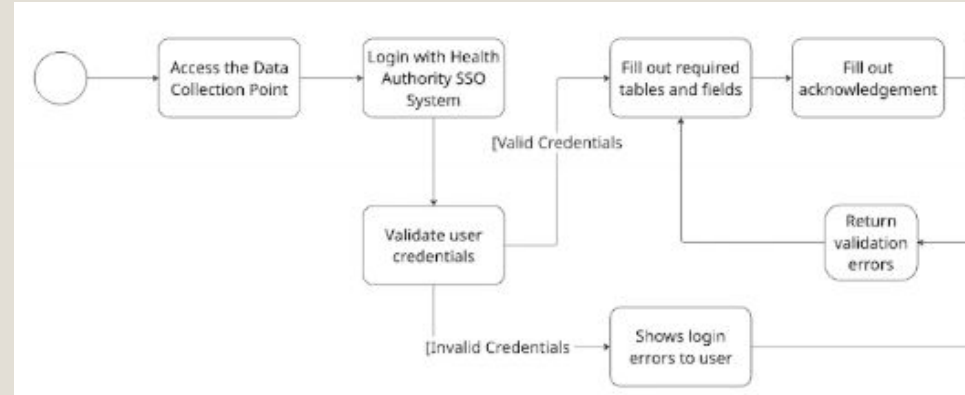 Access the Data
Collection Point
Login with Health
Authority SSO
System
Fill out required
tables and fields
Fill out
acknowledgement
[Valid Credentials
Validate user
credentials
Return
validation
errors
[Invalid Credentials
Shows login
errors to user